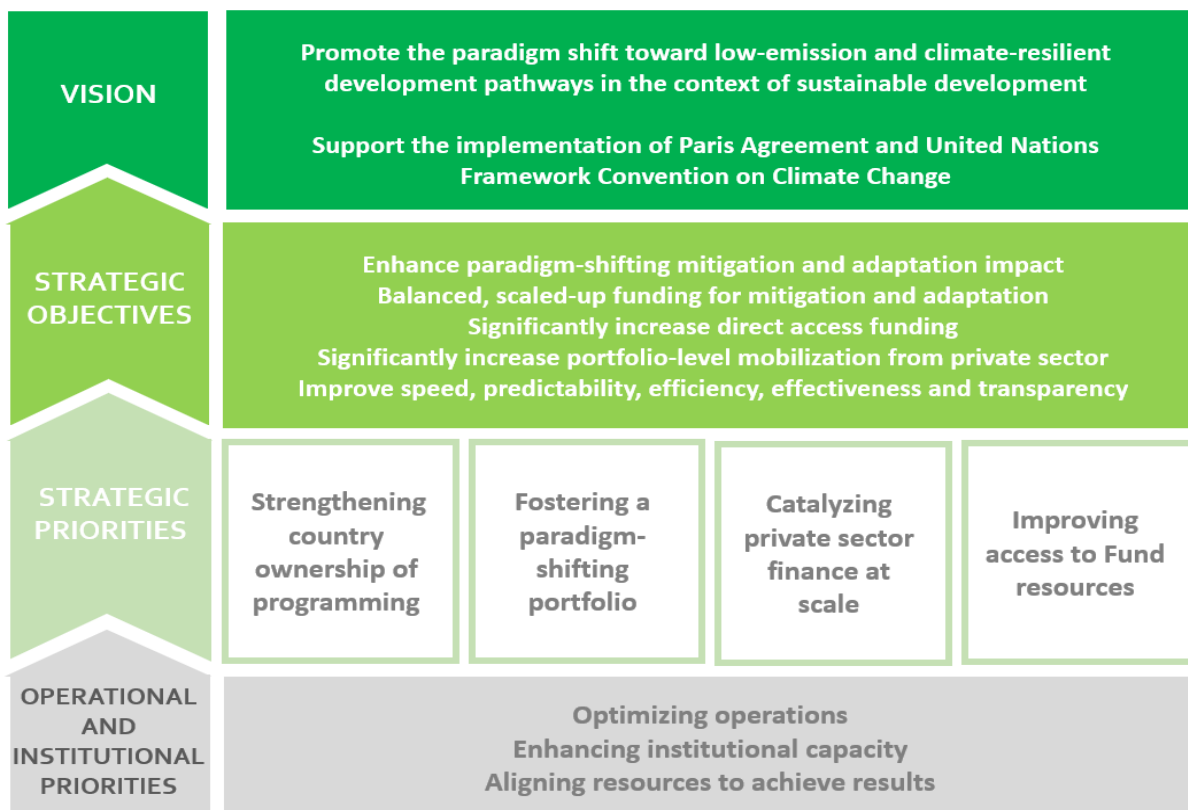 VISION
Promote the paradigm shift toward low-emission and climate-resilient
development pathways in the context of sustainable development
Support the implementation of Paris Agreement and United Nations
Framework Convention on Climate Change
STRATEGIC
OBJECTIVES
Enhance paradigm-shifting mitigation and adaptation impact
Balanced, scaled-up funding for mitigation and adaptation
Significantly increase direct access funding
Significantly increase portfolio-level mobilization from private sector
Improve speed, predictability, efficiency, effectiveness and transparency
STRATEGIC
PRIORITIES
Strengthening
country
ownership of
programming
Fostering a
paradigm-
shifting
portfolio
Catalyzing
private sector
finance at
scale
Improving
access to Fund
resources
OPERATIONAL
AND
INSTITUTIONAL
PRIORITIES
Optimizing operations
Enhancing institutional capacity
Aligning resources to achieve results